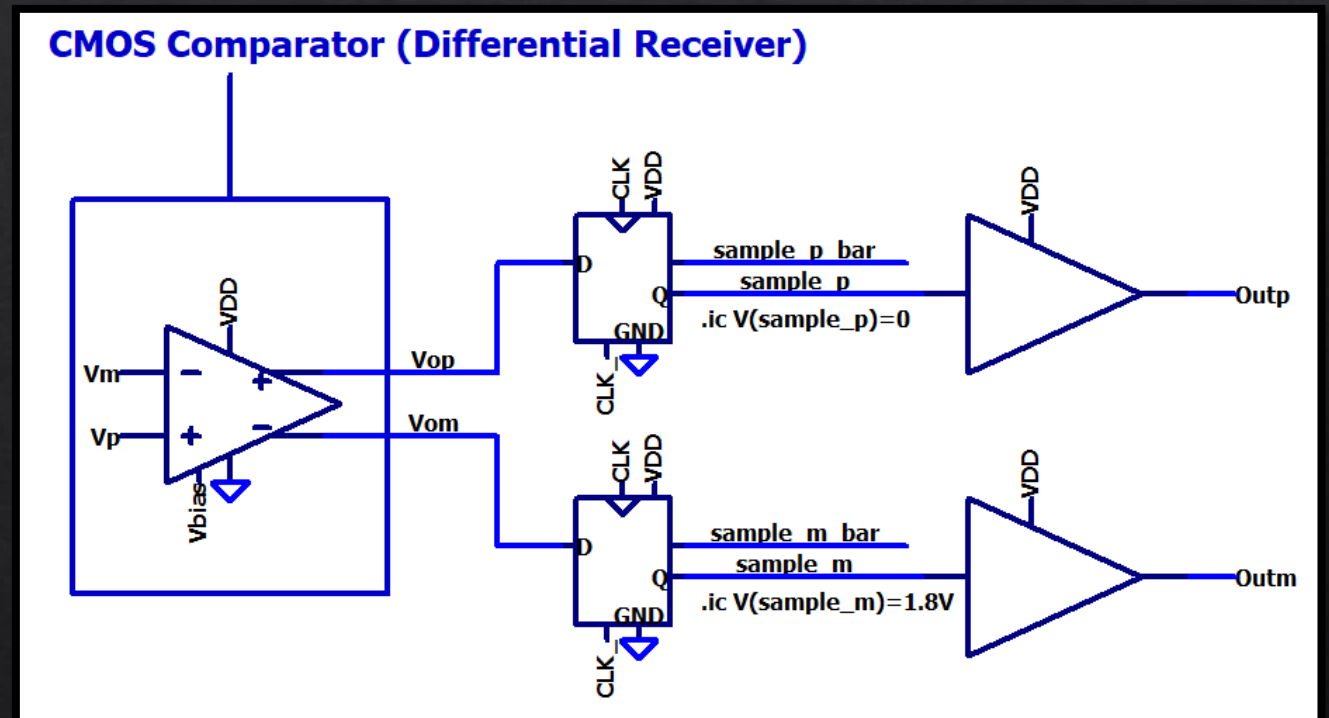 CMOS Comparator (Differential Receiver)
VDD
Vm
Vp
Vbias
- +
+ -
Vop
Vom
CLK
VDD
D
Q
GND
CLK_
sample_p_bar
sample_p
.ic V(sample_p)=0
VDD
Outp
CLK
VDD
D
Q
GND
CLK_
sample_m_bar
sample_m
.ic V(sample_m)=1.8V
VDD
Outm